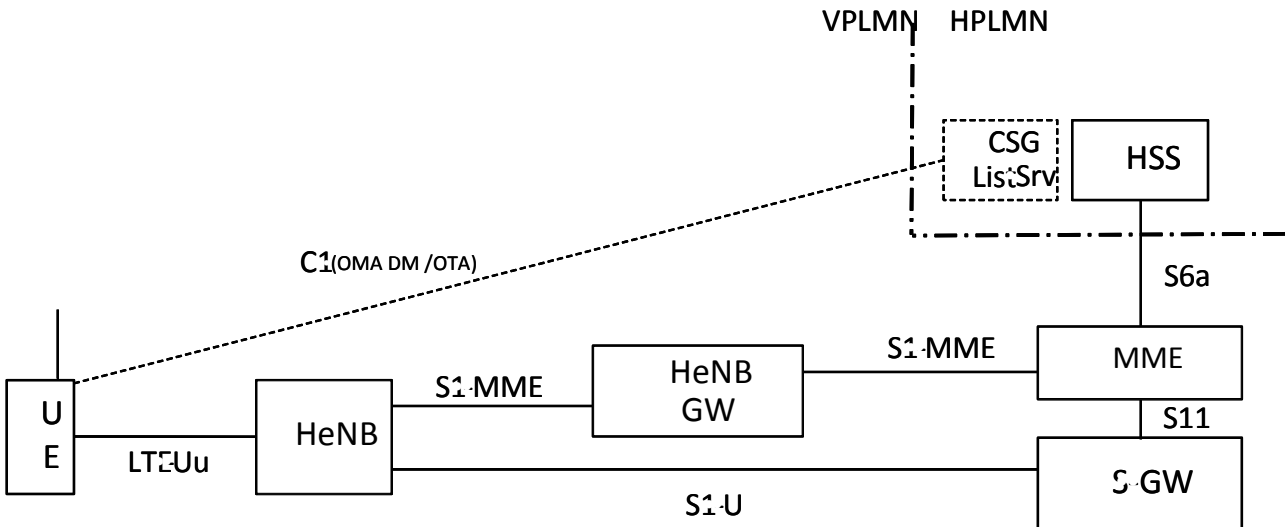 VPLMN HPLMN
CSG
ListSrv
HSS
C1(OMA DM /OTA)
S6a
S1-MME
MME
HeNB
GW
S1-MME
U
E
HeNB
S11
LTE-Uu
S-GW
S1-U